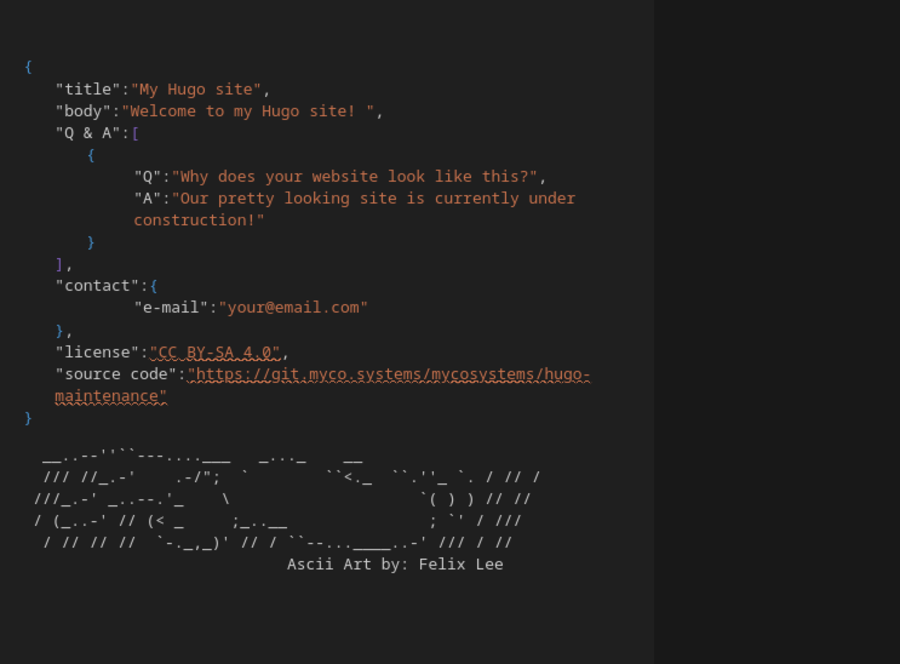 {
"title":"My Hugo site",
"body":"Welcome to my Hugo site! ",
"Q & A":[
{
"Q":"Why does your website look like this?",
"A":"Our pretty looking site is currently under
construction!"
}
],
"contact":{
"e-mail":"your@email.com"
},
"license":"CC BY-SA 4.0",
"source code":"https://git.myco.systems/mycosystems/hugo-
maintenance"
}
__..--''``---....___   _..._    __
/// //_.-'    .-/";  `        ``<._  ``.''_ `. / // /
///_.-' _..--.'_    \                    `( ) ) // //
/ (_..-' // (< _     ;_..__               ; `' / ///
/ // // //  `-._,_)' // / ``--...____..-' /// / //
Ascii Art by: Felix Lee